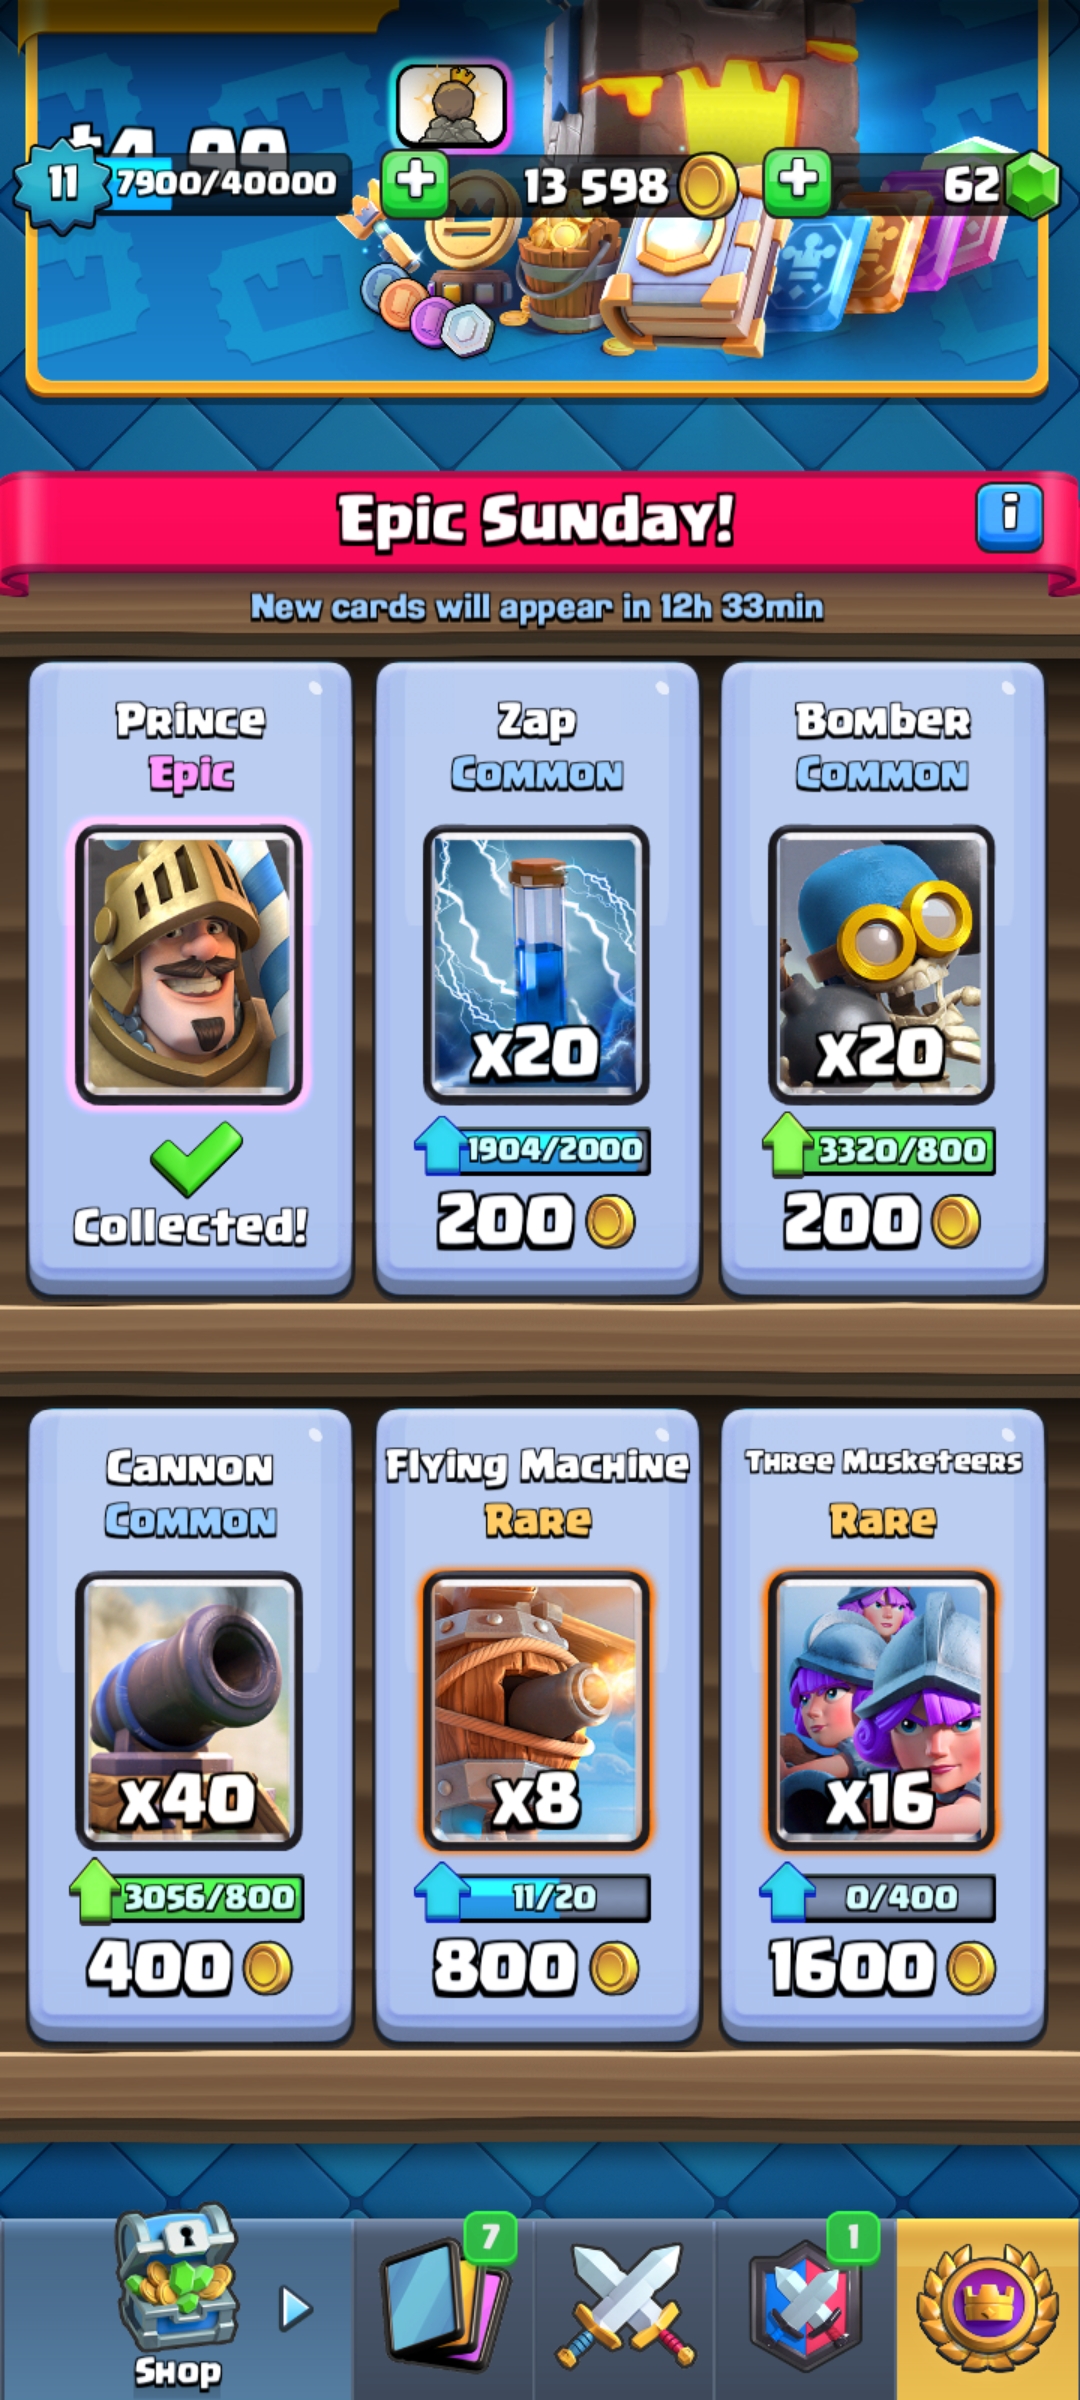 $4.99
11
7900/40000
13 598
62
Epic Sunday!
i
New cards will appear in 12h 33min
Prince
Epic
Collected!
Zap
Common
x20
1904/2000
200
Bomber
Common
x20
3320/800
200
Cannon
Common
x40
3056/800
400
Flying Machine
Rare
x8
11/20
800
Three Musketeers
Rare
x16
0/400
1600
Shop
7
1